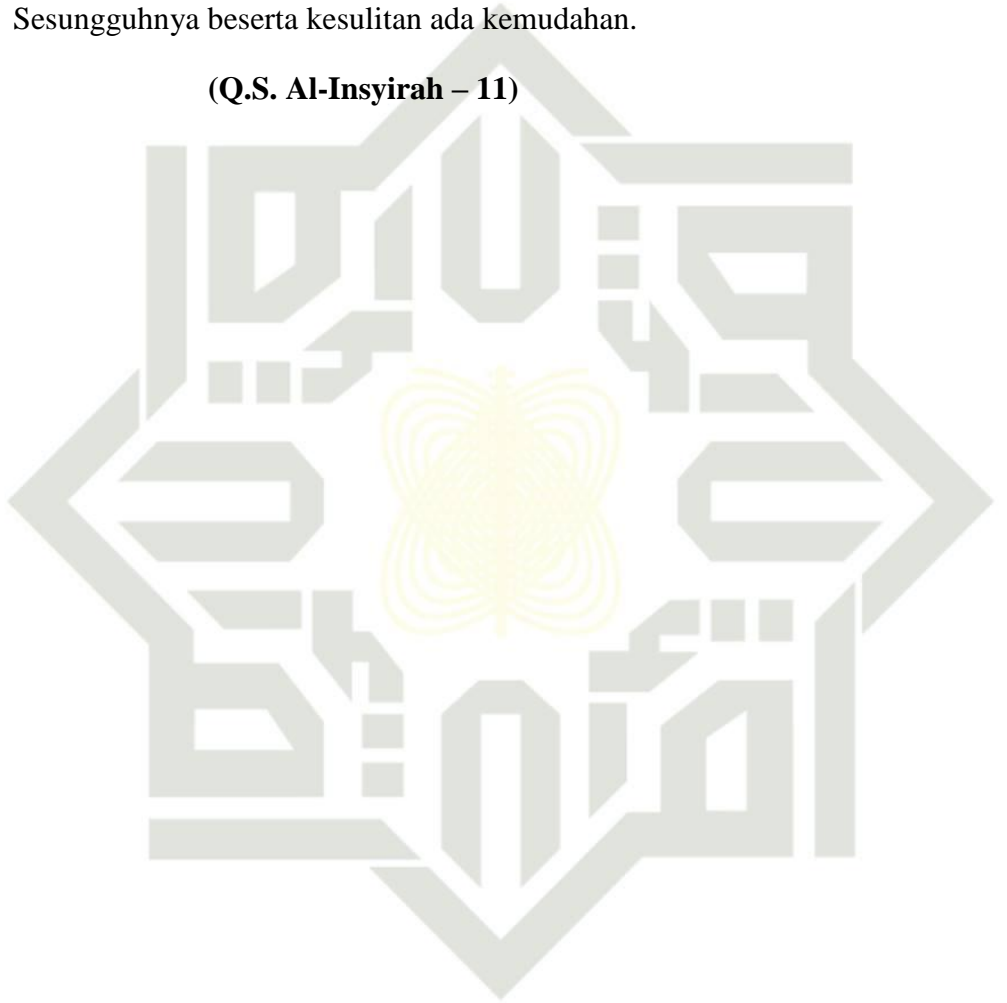 Sesungguhnya beserta kesulitan ada kemudahan.
(Q.S. Al-Insyirah – 11)